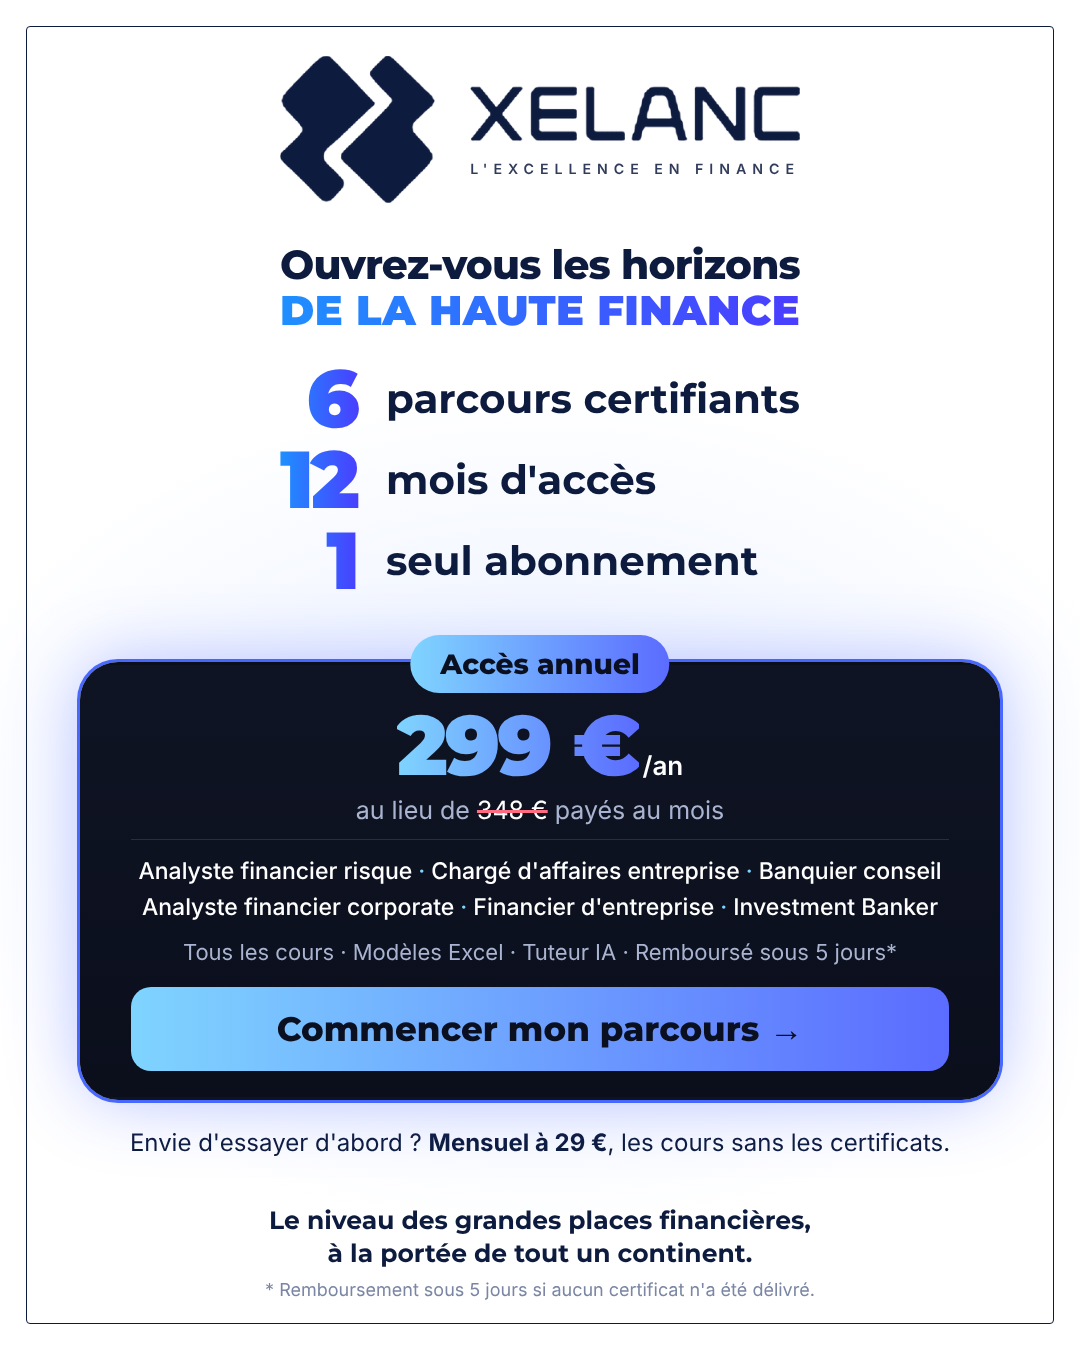 XELANC
L'EXCELLENCE EN FINANCE
Ouvrez-vous les horizons
DE LA HAUTE FINANCE
6 parcours certifiants
12 mois d'accès
1 seul abonnement
Accès annuel
299 €/an
au lieu de 348 € payés au mois
Analyste financier risque · Chargé d'affaires entreprise · Banquier conseil
Analyste financier corporate · Financier d'entreprise · Investment Banker
Tous les cours · Modèles Excel · Tuteur IA · Remboursé sous 5 jours*
Commencer mon parcours →
Envie d'essayer d'abord ? Mensuel à 29 €, les cours sans les certificats.
Le niveau des grandes places financières,
à la portée de tout un continent.
* Remboursement sous 5 jours si aucun certificat n'a été délivré.